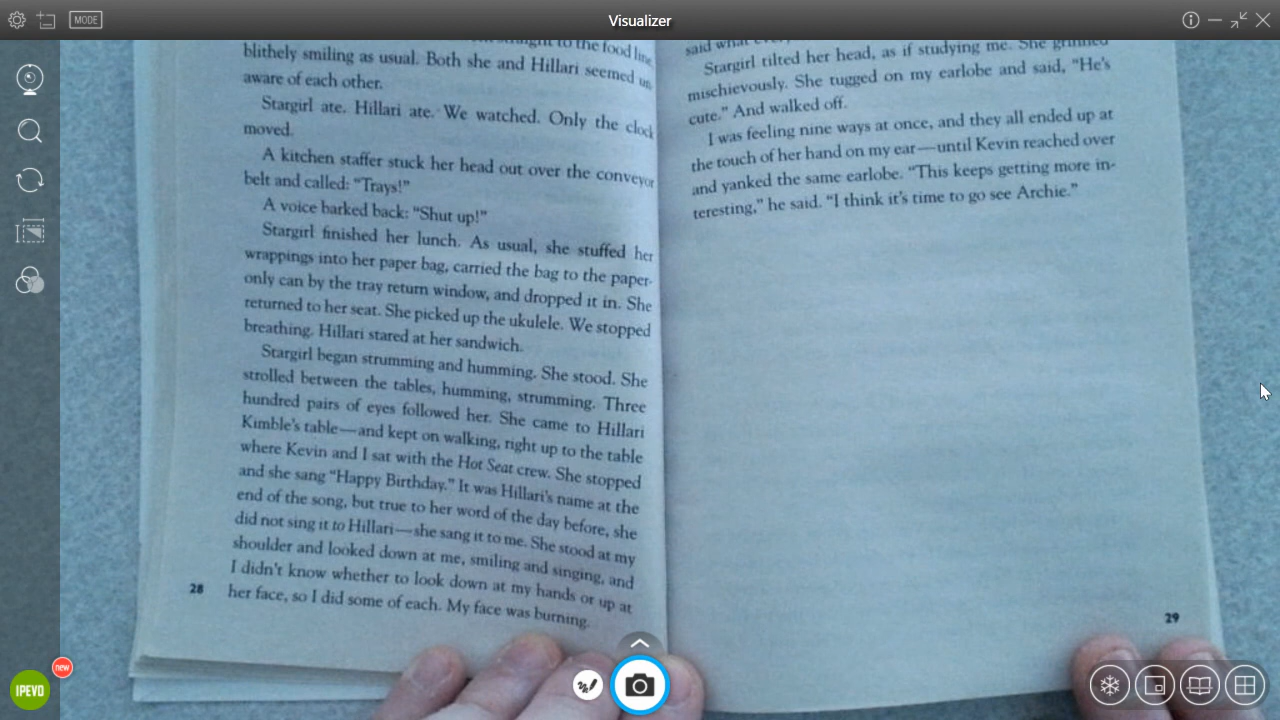 MODE
Visualizer
to the food line,
blithely smiling as usual. Both she and Hillari seemed un-
aware of each other.
Stargirl ate. Hillari ate. We watched. Only the clock
moved.
A kitchen staffer stuck her head out over the conveyor
belt and called: “Trays!”
A voice barked back: “Shut up!”
Stargirl finished her lunch. As usual, she stuffed her
wrappings into her paper bag, carried the bag to the paper-
only can by the tray return window, and dropped it in. She
returned to her seat. She picked up the ukulele. We stopped
breathing. Hillari stared at her sandwich.
Stargirl began strumming and humming. She stood. She
strolled between the tables, humming, strumming. Three
hundred pairs of eyes followed her. She came to Hillari
Kimble’s table—and kept on walking, right up to the table
where Kevin and I sat with the Hot Seat crew. She stopped
and she sang “Happy Birthday.” It was Hillari’s name at the
end of the song, but true to her word of the day before, she
did not sing it to Hillari—she sang it to me. She stood at my
shoulder and looked down at me, smiling and singing, and
I didn’t know whether to look down at my hands or up at
her face, so I did some of each. My face was burning.
28
said what
Stargirl tilted her head, as if studying me. She grinned
mischievously. She tugged on my earlobe and said, “He’s
cute.” And walked off.
I was feeling nine ways at once, and they all ended up at
the touch of her hand on my ear—until Kevin reached over
and yanked the same earlobe. “This keeps getting more in-
teresting,” he said. “I think it’s time to go see Archie.”
29
new
IPEVO